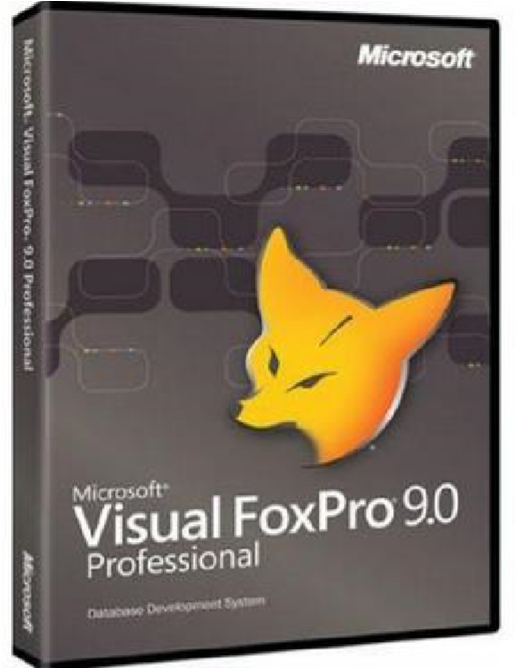 Microsoft
Microsoft® Visual FoxPro® 9.0 Professional
Microsoft®
Visual FoxPro® 9.0
Professional
Database Development System
Microsoft